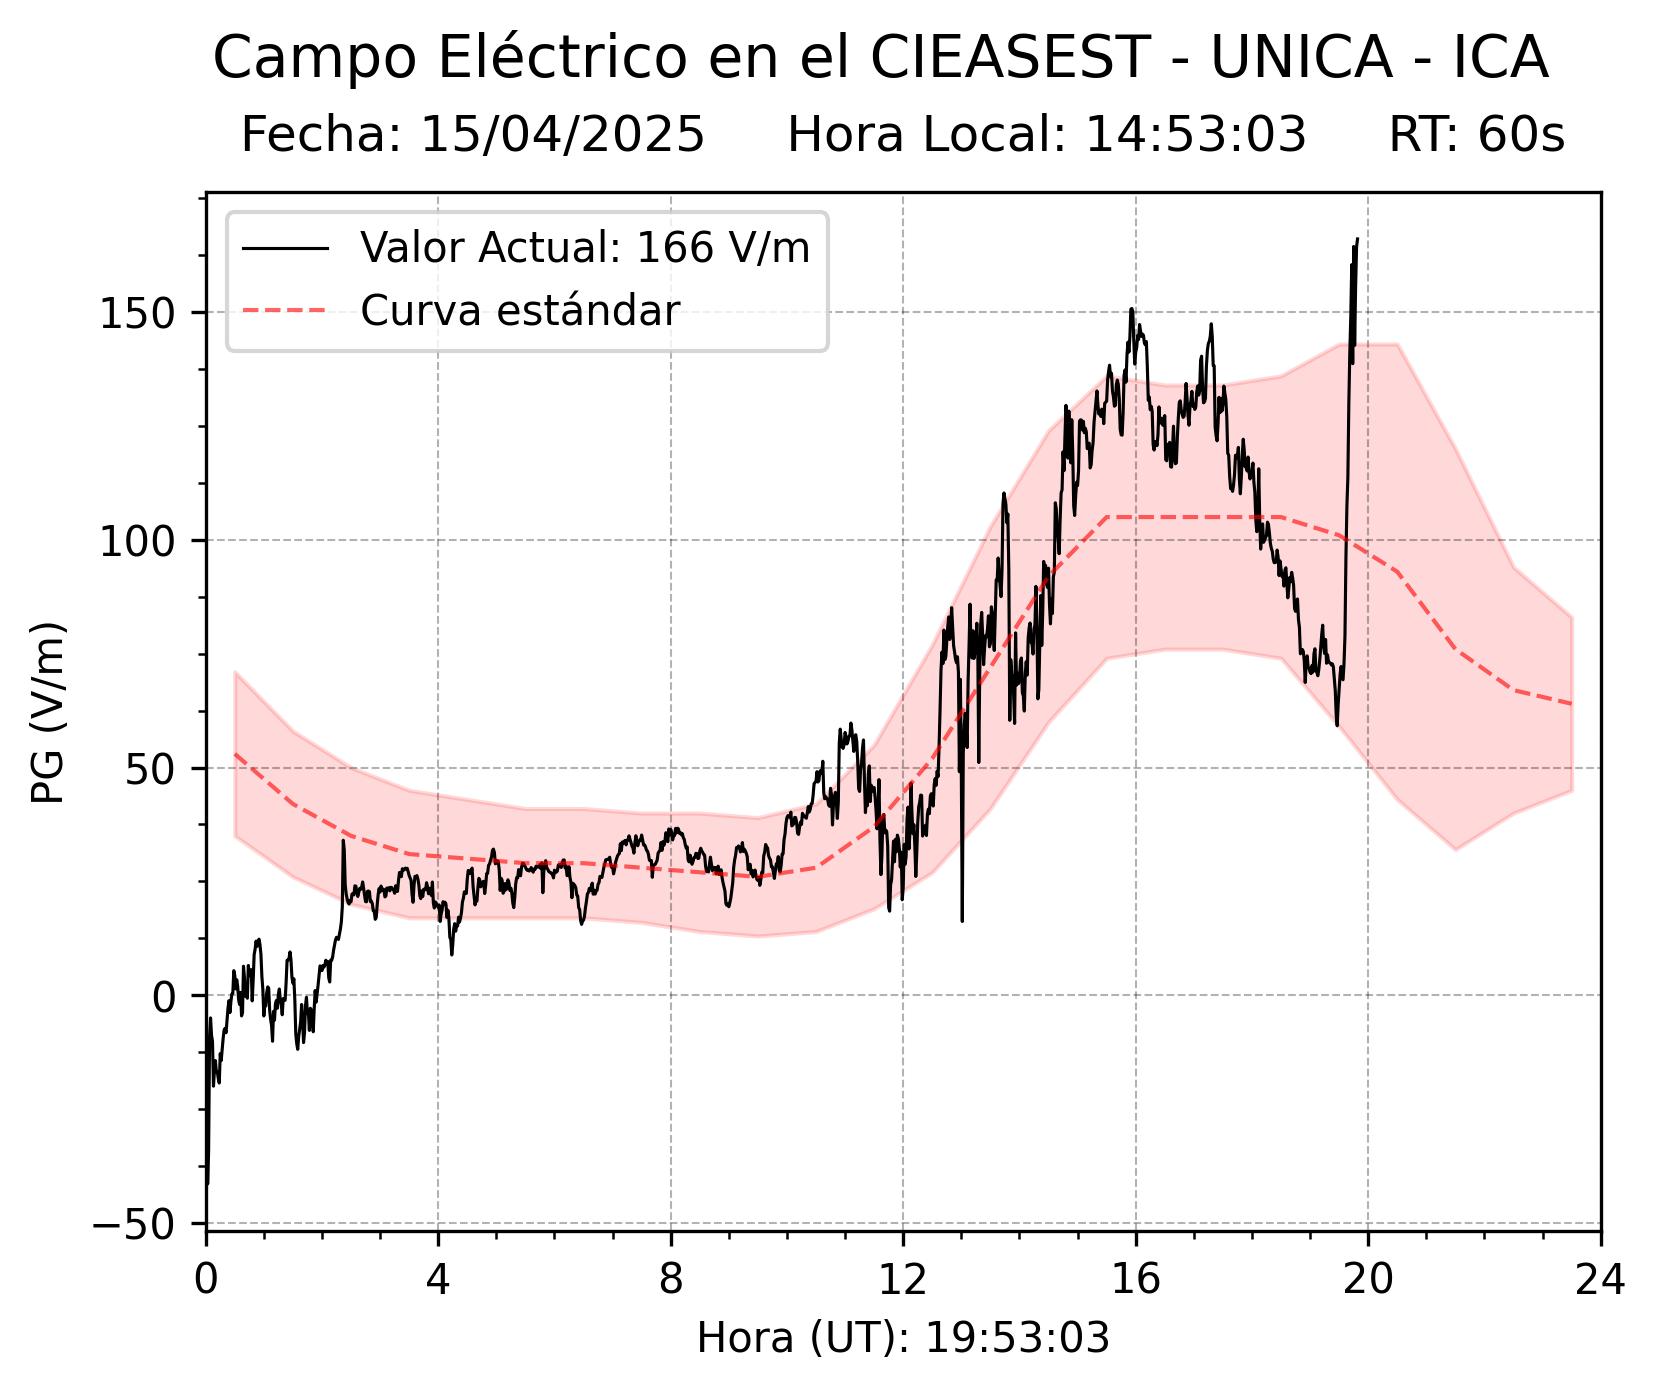 Campo Eléctrico en el CIEASEST - UNICA - ICA
Fecha: 15/04/2025 Hora Local: 14:53:03 RT: 60s
Valor Actual: 166 V/m
Curva estándar
PG (V/m)
150
100
50
0
−50
0 4 8 12 16 20 24
Hora (UT): 19:53:03